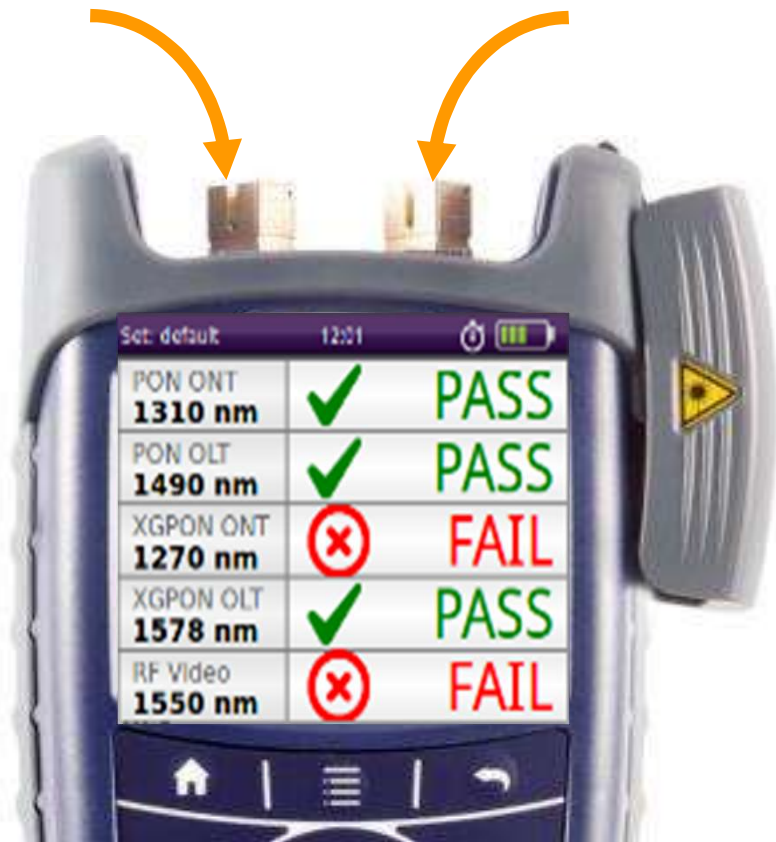 Set: default 12:01
PON ONT
1310 nm
PASS
PON OLT
1490 nm
PASS
XGPON ONT
1270 nm
FAIL
XGPON OLT
1578 nm
PASS
RF Video
1550 nm
FAIL